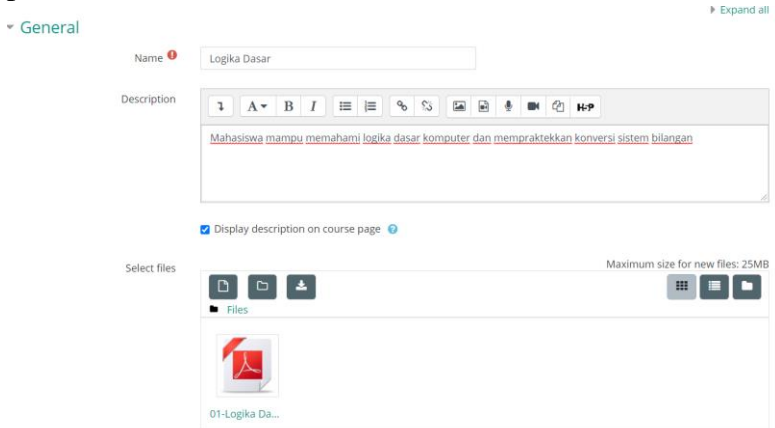 Expand all
General
Name
Logika Dasar
Description
A B I H-P
Mahasiswa mampu memahami logika dasar komputer dan mempraktekkan konversi sistem bilangan
Display description on course page
Select files
Maximum size for new files: 25MB
Files
01-Logika Da...